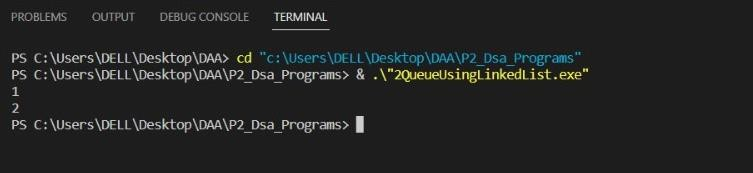 PROBLEMS OUTPUT DEBUG CONSOLE TERMINAL
PS C:\Users\DELL\Desktop\DAA> cd "c:\Users\DELL\Desktop\DAA\P2_Dsa_Programs"
PS C:\Users\DELL\Desktop\DAA\P2_Dsa_Programs> & .\"2QueueUsingLinkedList.exe"
1
2
PS C:\Users\DELL\Desktop\DAA\P2_Dsa_Programs>